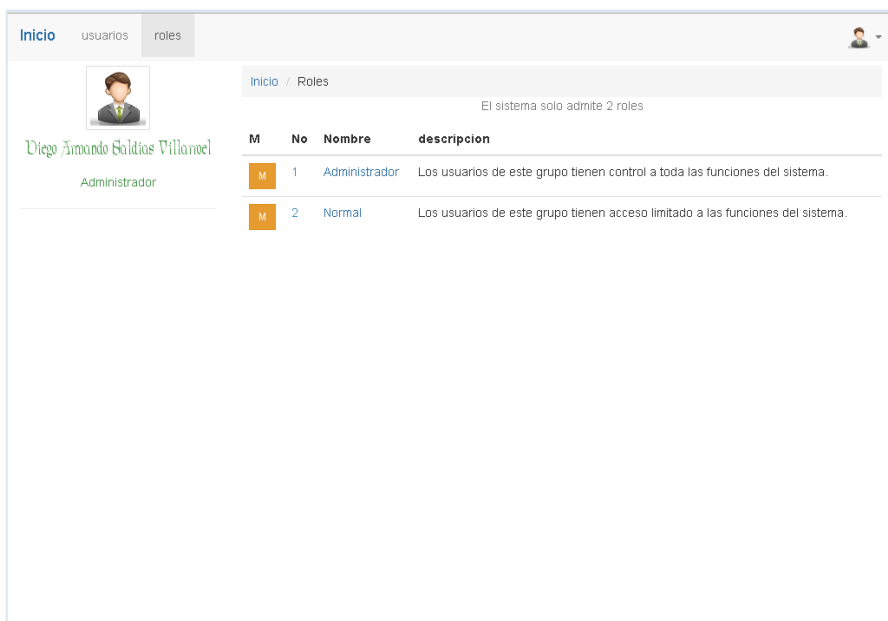 Inicio usuarios roles
Inicio / Roles
El sistema solo admite 2 roles
Diego Armando Saldias Villarroel
Administrador
M No Nombre descripcion
M 1 Administrador Los usuarios de este grupo tienen control a toda las funciones del sistema.
M 2 Normal Los usuarios de este grupo tienen acceso limitado a las funciones del sistema.